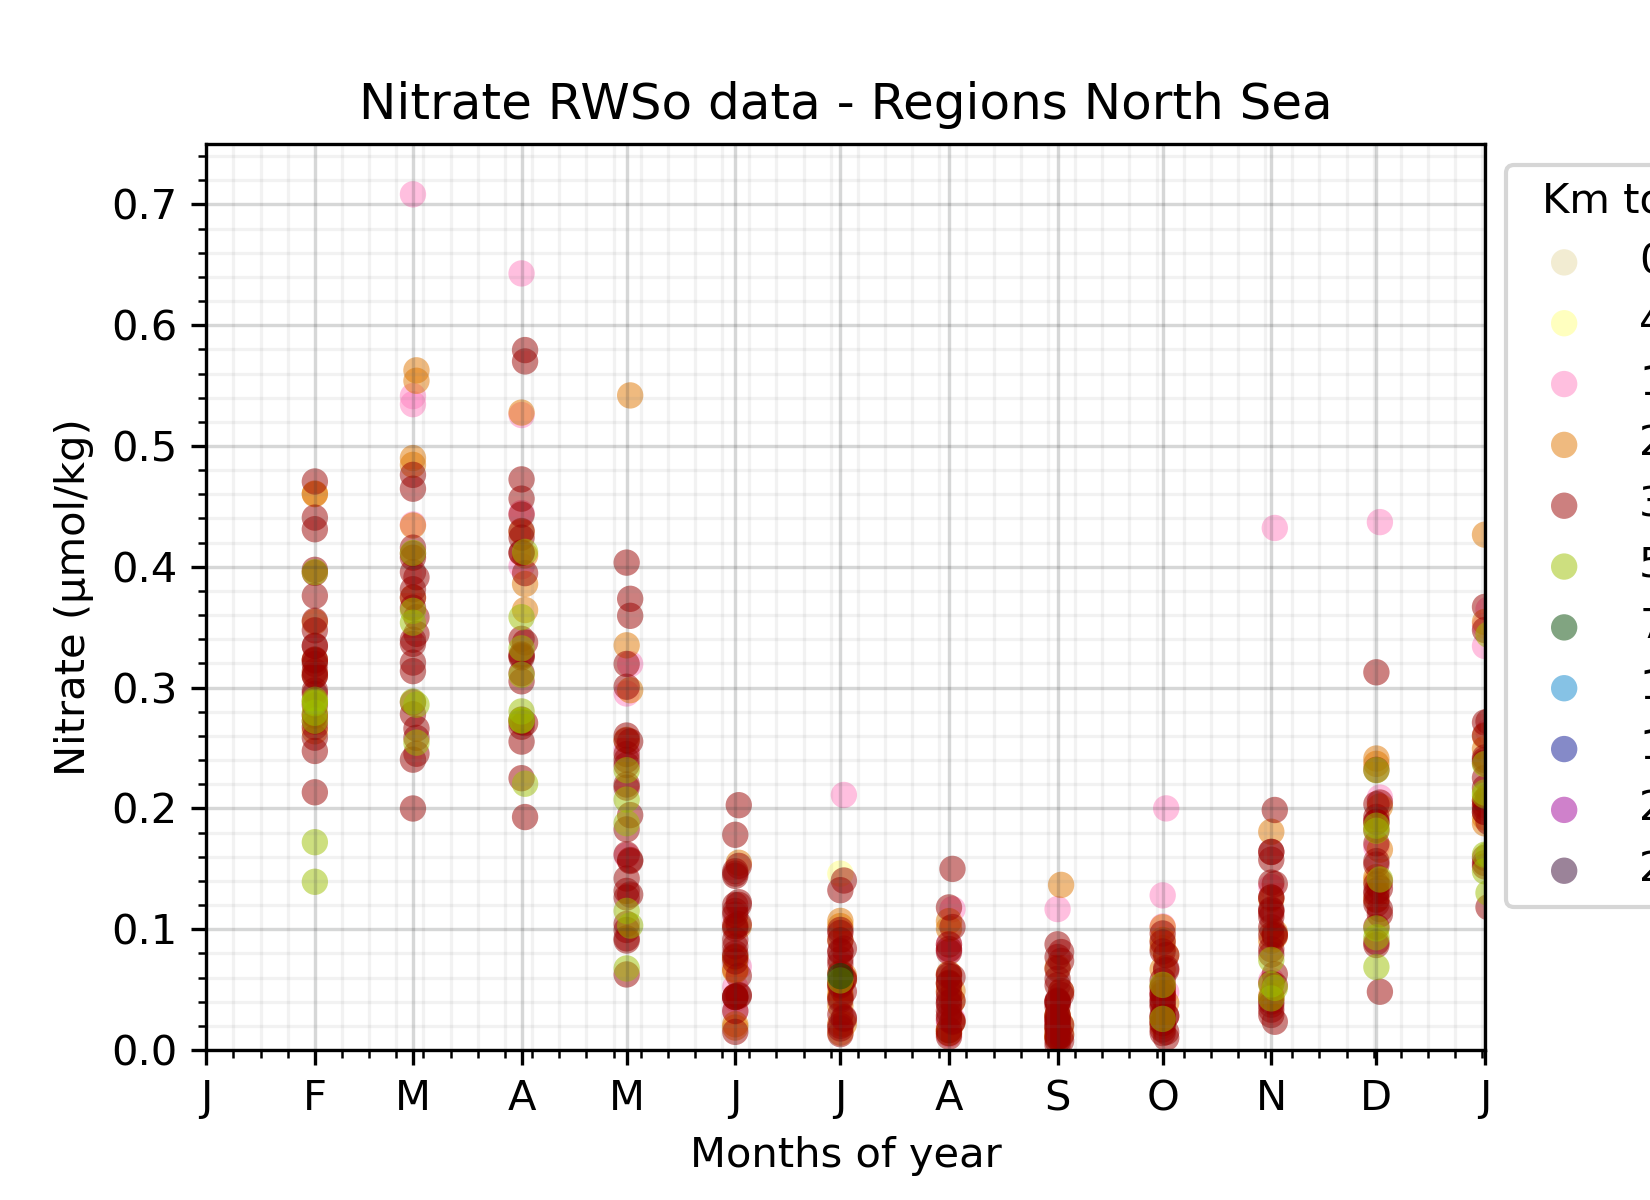 Nitrate RWSo data - Regions North Sea
Nitrate (µmol/kg)
0.7
0.6
0.5
0.4
0.3
0.2
0.1
0.0
J F M A M J J A S O N D J
Months of year
Km